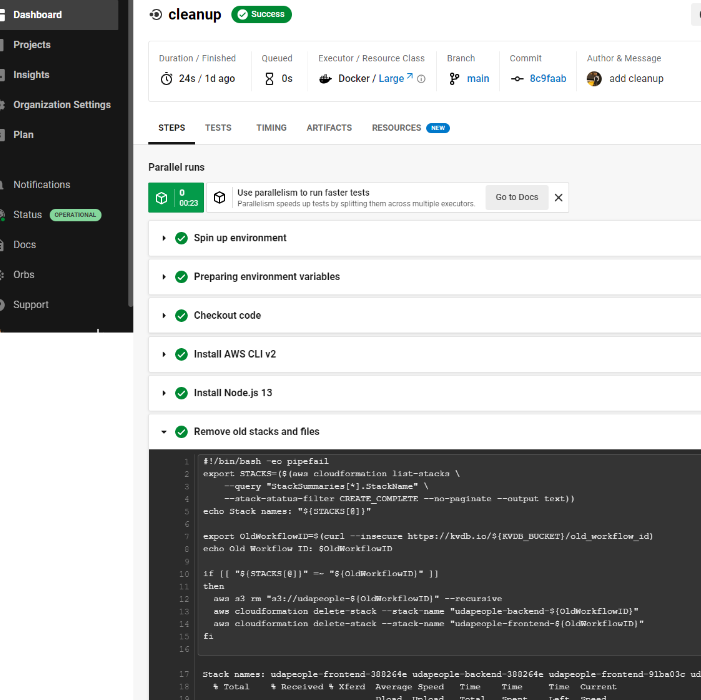 Dashboard
Projects
Insights
Organization Settings
Plan
Notifications
Status OPERATIONAL
Docs
Orbs
Support
cleanup Success
Duration / Finished
24s / 1d ago
Queued
0s
Executor / Resource Class
Docker / Large
Branch
main
Commit
8c9faab
Author & Message
add cleanup
STEPS TESTS TIMING ARTIFACTS RESOURCES NEW
Parallel runs
0
00:23
Use parallelism to run faster tests
Parallelism speeds up tests by splitting them across multiple executors.
Go to Docs
Spin up environment
Preparing environment variables
Checkout code
Install AWS CLI v2
Install Node.js 13
Remove old stacks and files
1 #!/bin/bash -eo pipefail
2 export STACKS=($(aws cloudformation list-stacks \
3 --query "StackSummaries[*].StackName" \
4 --stack-status-filter CREATE_COMPLETE --no-paginate --output text))
5 echo Stack names: "${STACKS[@]}"
6
7 export OldWorkflowID=$(curl --insecure https://kvdb.io/${KVDB_BUCKET}/old_workflow_id)
8 echo Old Workflow ID: $OldWorkflowID
9
10 if [[ "${STACKS[@]}" =~ "${OldWorkflowID}" ]]
11 then
12 aws s3 rm "s3://udapeople-${OldWorkflowID}" --recursive
13 aws cloudformation delete-stack --stack-name "udapeople-backend-${OldWorkflowID}"
14 aws cloudformation delete-stack --stack-name "udapeople-frontend-${OldWorkflowID}"
15 fi
16
17 Stack names: udapeople-frontend-388264e udapeople-backend-388264e udapeople-frontend-91ba03c ud
18 % Total % Received % Xferd Average Speed Time Time Time Current
19 Dload Upload Total Spent Left Speed